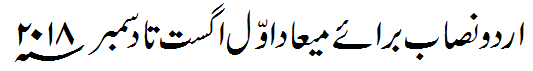 اردو نصاب برائے میعاد اوّل اگست تا دسمبر ۲۰۱۸؁